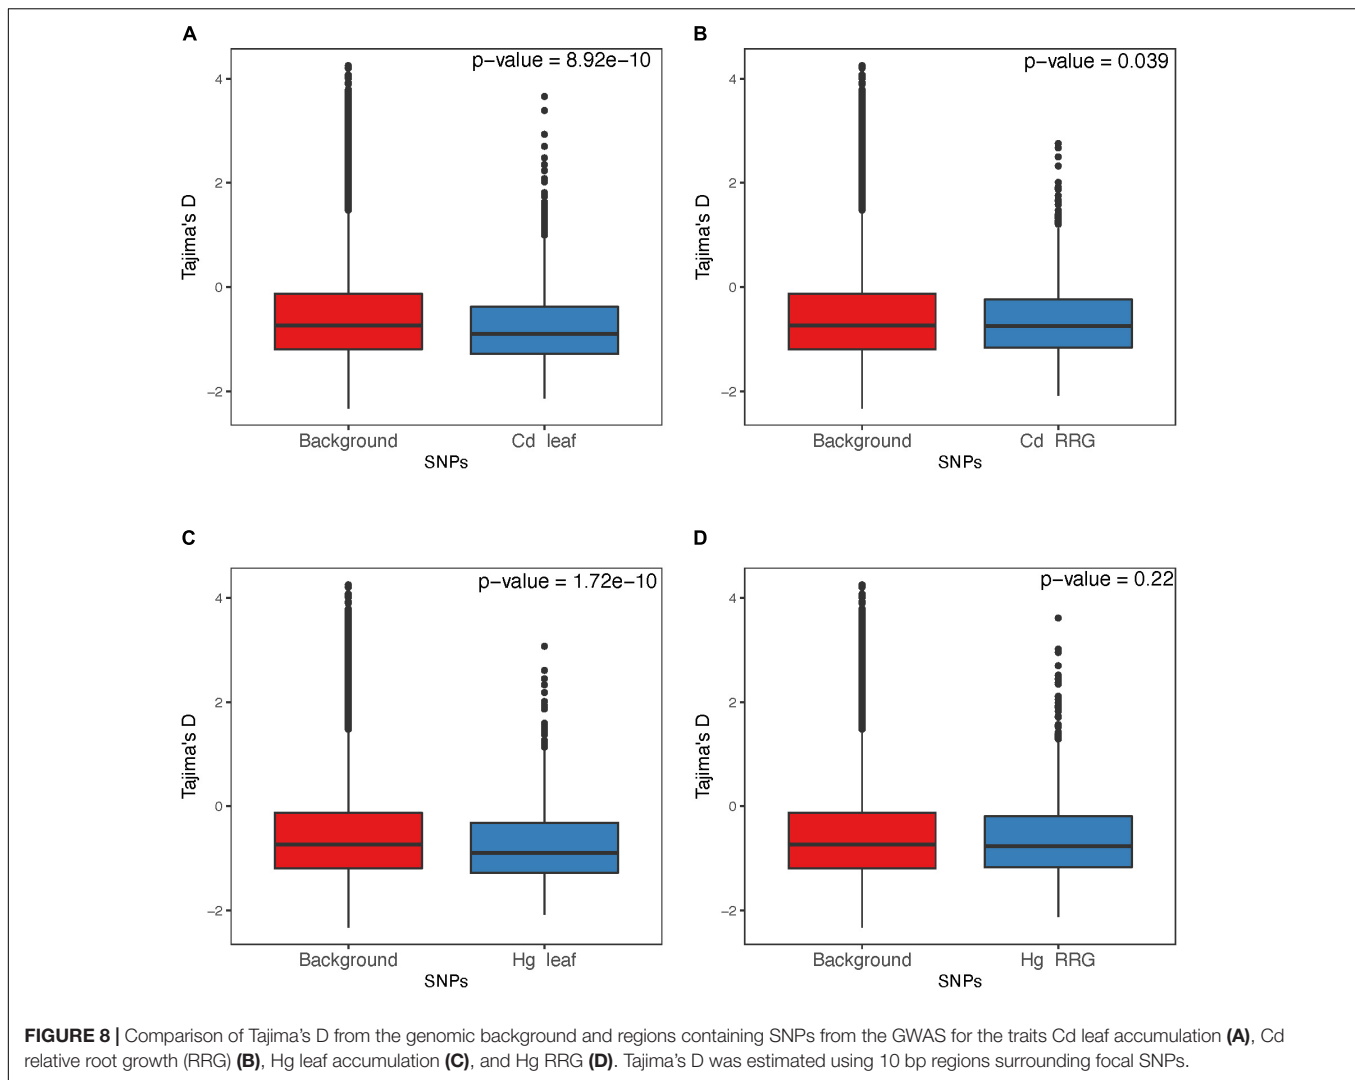 A
p-value = 8.92e-10
4
2
0
-2
Tajima's D
Background
Cd leaf
SNPs
B
p-value = 0.039
4
2
0
-2
Tajima's D
Background
Cd RRG
SNPs
C
p-value = 1.72e-10
4
2
0
-2
Tajima's D
Background
Hg leaf
SNPs
D
p-value = 0.22
4
2
0
-2
Tajima's D
Background
Hg RRG
SNPs
FIGURE 8 | Comparison of Tajima's D from the genomic background and regions containing SNPs from the GWAS for the traits Cd leaf accumulation (A), Cd
relative root growth (RRG) (B), Hg leaf accumulation (C), and Hg RRG (D). Tajima's D was estimated using 10 bp regions surrounding focal SNPs.